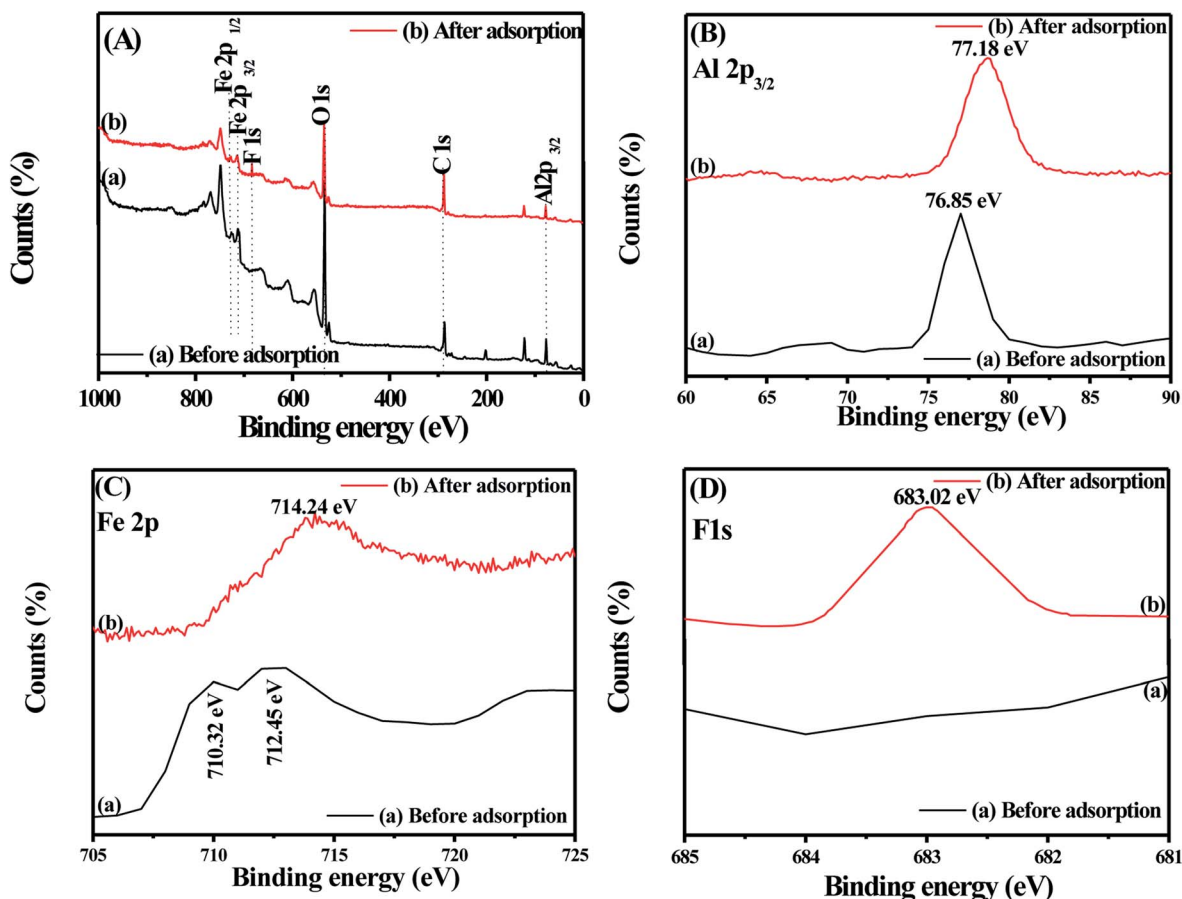 (A)
(b) After adsorption
Fe 2p 1/2
Fe 2p 3/2
F 1s
O 1s
C 1s
Al2p 3/2
(b)
(a)
(a) Before adsorption
Counts (%)
1000 800 600 400 200 0
Binding energy (eV)
(B)
(b) After adsorption
77.18 eV
Al 2p3/2
(b)
76.85 eV
(a)
(a) Before adsorption
Counts (%)
60 65 70 75 80 85 90
Binding energy (eV)
(C)
(b) After adsorption
714.24 eV
Fe 2p
(b)
710.32 eV
712.45 eV
(a)
(a) Before adsorption
Counts (%)
705 710 715 720 725
Binding energy (eV)
(D)
(b) After adsorption
683.02 eV
F1s
(b)
(a)
(a) Before adsorption
Counts (%)
685 684 683 682 681
Binding energy (eV)